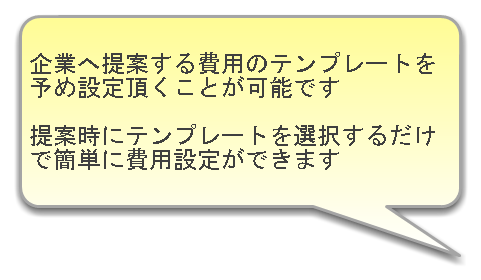 企業へ提案する費用のテンプレートを
予め設定頂くことが可能です
提案時にテンプレートを選択するだけ
で簡単に費用設定ができます